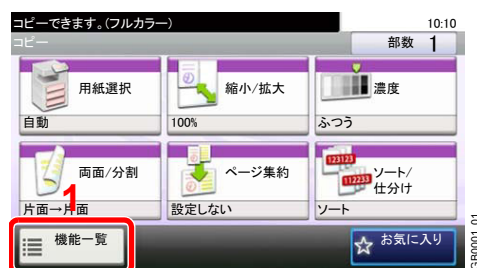 コピーできます。(フルカラー)
10:10
コピー
部数 1
用紙選択
自動
縮小/拡大
100%
濃度
ふつう
両面/分割
片面→片面
1
ページ集約
設定しない
123123
112233
ソート/
仕分け
ソート
機能一覧
お気に入り
GB0001_01